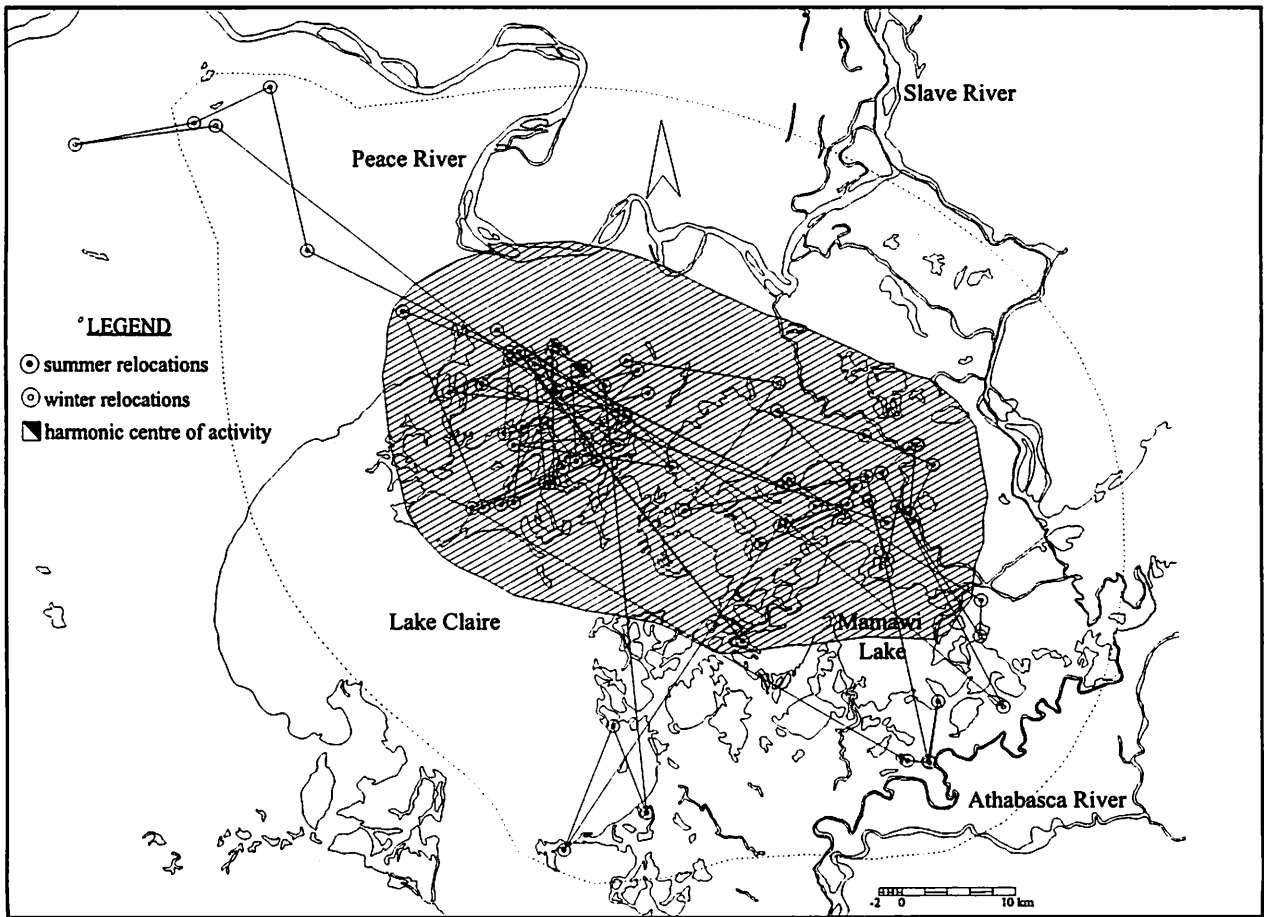 Slave River
Peace River
LEGEND
summer relocations
winter relocations
harmonic centre of activity
Lake Claire
Mamawi
Lake
Athabasca River
-2 0 10 km